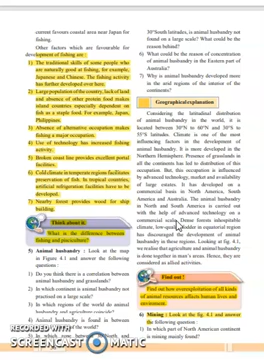 current favours coastal area near Japan for
fishing.
Other factors which are favourable for
development of fishing are :
1) The traditional skills of some people who
are naturally good at fishing, for example,
Japanese and Chinese. The fishing activity
has further developed over here.
2) Large population of the country, lack of land
and absence of other protein food makes
island countries especially dependent on
fish as a staple food. For example, Japan,
Philippines.
3) Absence of alternative occupation makes
fishing a major occupation.
4) Use of technology has increased fishing
activity.
5) Broken coast line provides excellent portal
facilities.
6) Cold climate in temperate regions facilitates
preservation of fish. In tropical countries,
artificial refrigeration facilities have to be
developed.
7) Nearby forest provides wood for ship
building.
Think about it.
What is the difference between
fishing and pisciculture?
5) Animal husbandry : Look at the map
in Figure 4.1 and answer the following
questions :
1) Do you think there is a correlation between
animal husbandry and grasslands?
2) In which continent is animal husbandry not
practised on a large scale?
3) In which regions of the world do animal
husbandry and agriculture coincide?
4) Animal husbandry is found in between
of the world?
5) In which zone between
30° South latitudes, is animal husbandry not
found on a large scale? What could be the
reason behind?
6) What could be the reason of concentration
of animal husbandry in the Eastern part of
Australia?
7) Why is animal husbandry developed more
in the arid regions of the interior of the
continents?
Geographical explanation
Considering the latitudinal distribution
of animal husbandry in the world, it is
located between 30°N to 60°N and 30°S to
55°S latitudes. Climate is one of the most
influencing factors in the development of
animal husbandry. It is more developed in the
Northern Hemisphere. Presence of grasslands in
all the continents has led to distribution of this
occupation. But, this occupation is influenced
by advanced technology, market and availability
of large estates. It has developed on a
commercial basis in North America, South
America and Australia. The animal husbandry
in North and South America is carried out
with the help of advanced technology on a
commercial scale. Dense forests inhospitable
climate, low-quality fodder in equatorial region
has discouraged the development of animal
husbandry in these regions. Looking at fig. 4.1
we realise that agriculture and animal husbandry
is done together in man's areas. Hence, they are
considered as allied activities.
Find out !
Find out how overexploitation of all kinds
of animal resources affects human lives and
environment.
6) Mining : Look at the fig. 4.1 and answer
the following question :
1) In which part of North American continent
is mining mainly found?
RECORDED WITH
SCREENCAST-O-MATIC